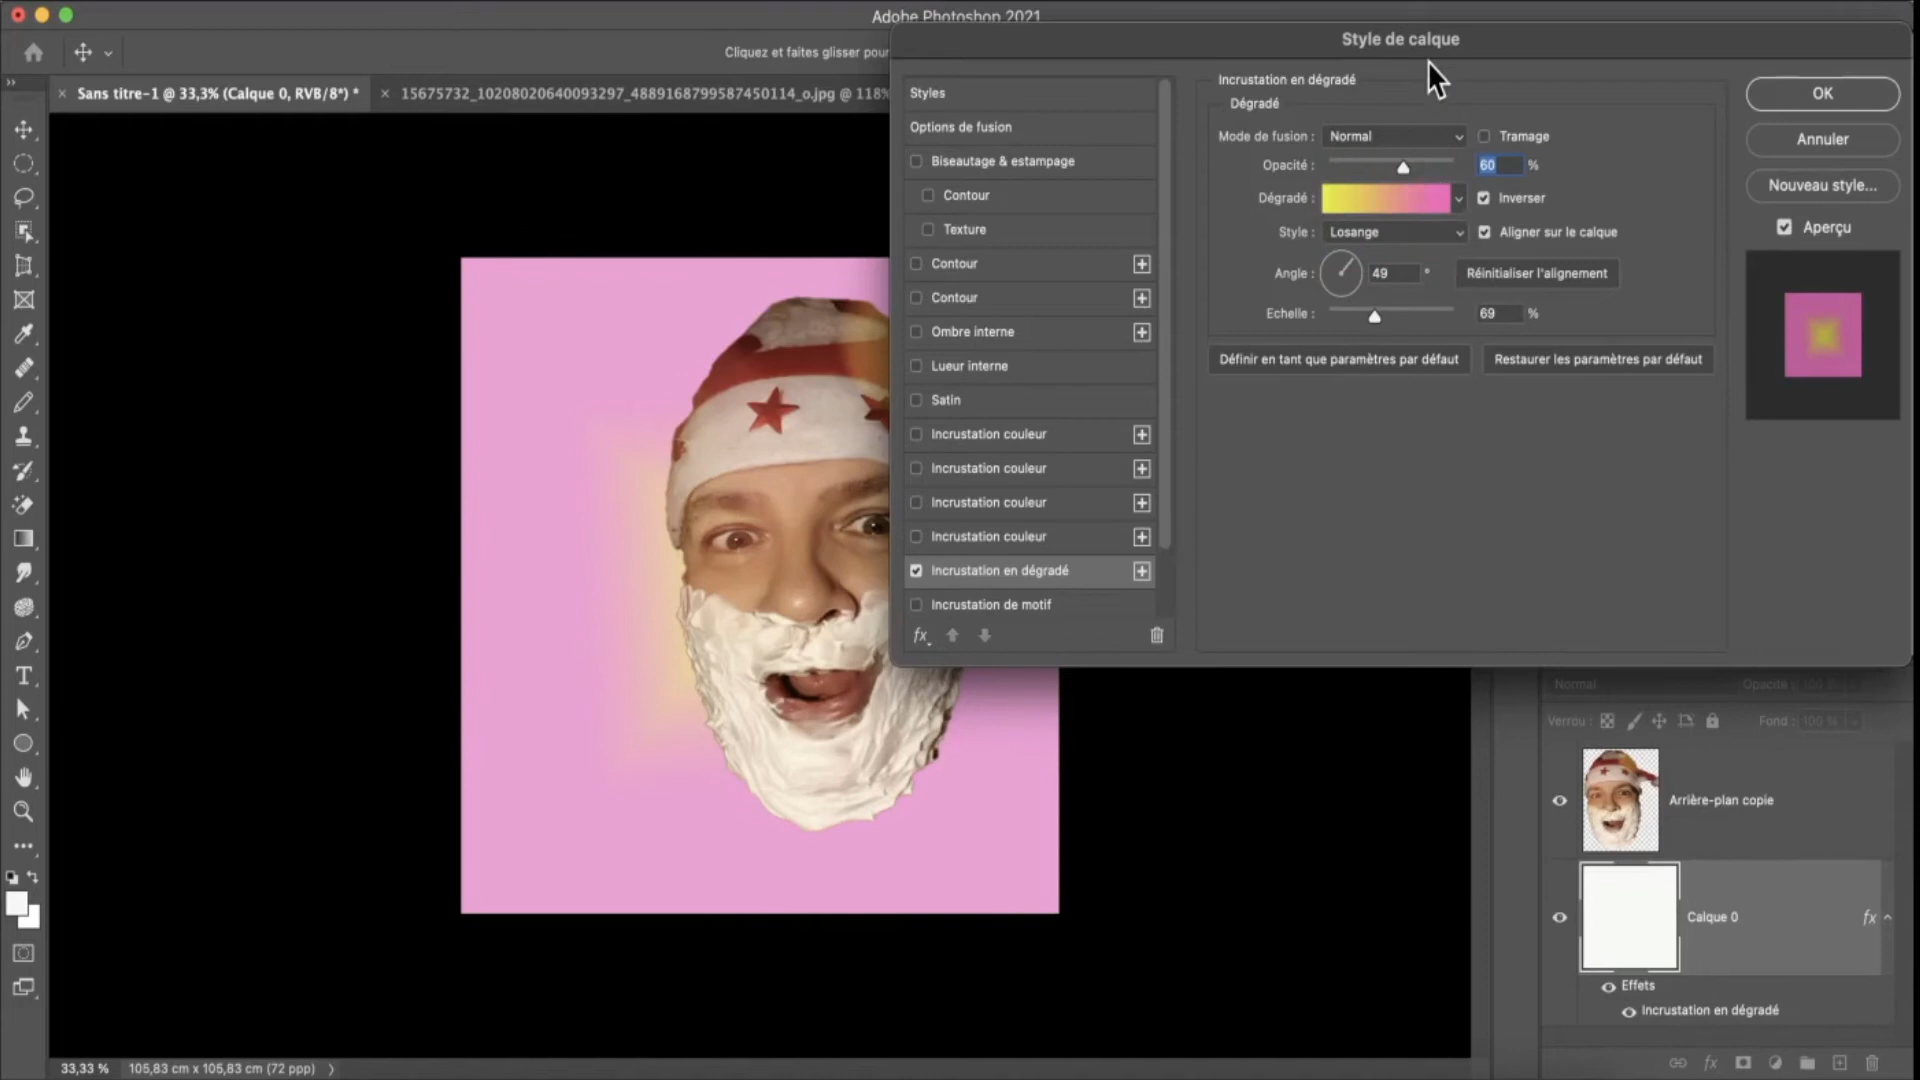 Adobe Photoshop 2021
Cliquez et faites glisser pour
Sans titre-1 @ 33,3% (Calque 0, RVB/8*) *
15675732_10208020640093297_4889168799587450114_o.jpg @ 118%
Style de calque
Styles
Options de fusion
Biseautage & estampage
Contour
Texture
Contour
Contour
Ombre interne
Lueur interne
Satin
Incrustation couleur
Incrustation couleur
Incrustation couleur
Incrustation couleur
Incrustation en dégradé
Incrustation de motif
fx
Incrustation en dégradé
Dégradé
Mode de fusion : Normal Tramage
Opacité : 60 %
Dégradé : Inverser
Style : Losange Aligner sur le calque
Angle : 49 ° Réinitialiser l'alignement
Echelle : 69 %
Définir en tant que paramètres par défaut Restaurer les paramètres par défaut
OK
Annuler
Nouveau style...
Aperçu
Normal Opacité : 100 %
Verrou : Fond : 100 %
Arrière-plan copie
Calque 0 fx
Effets
Incrustation en dégradé
fx
33,33 % 105,83 cm x 105,83 cm (72 ppp)